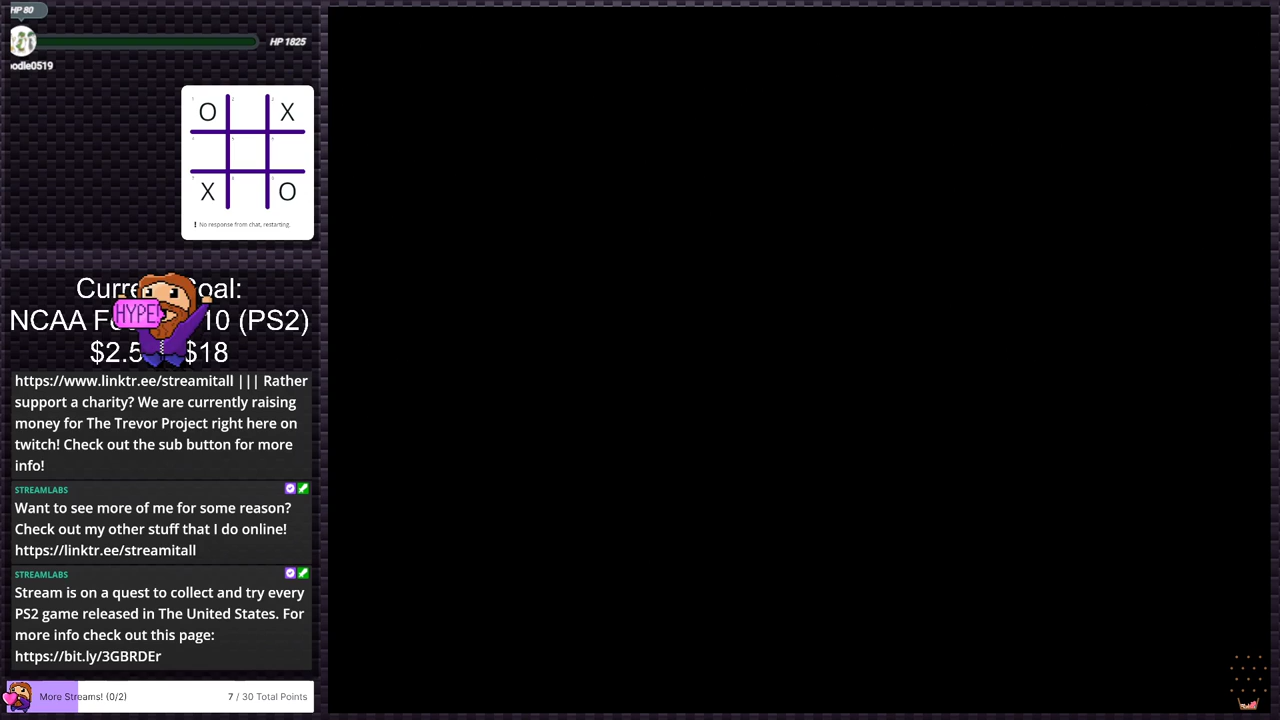 HP 80
HP 1825
odle0519
O X
X O
! No response from chat, restarting.
Curre oal:
NCAA Fo 10 (PS2)
HYPE!
$2.5 $18
https://www.linktr.ee/streamitall ||| Rather
support a charity? We are currently raising
money for The Trevor Project right here on
twitch! Check out the sub button for more
info!
STREAMLABS
Want to see more of me for some reason?
Check out my other stuff that I do online!
https://linktr.ee/streamitall
STREAMLABS
Stream is on a quest to collect and try every
PS2 game released in The United States. For
more info check out this page:
https://bit.ly/3GBRDEr
More Streams! (0/2) 7 / 30 Total Points